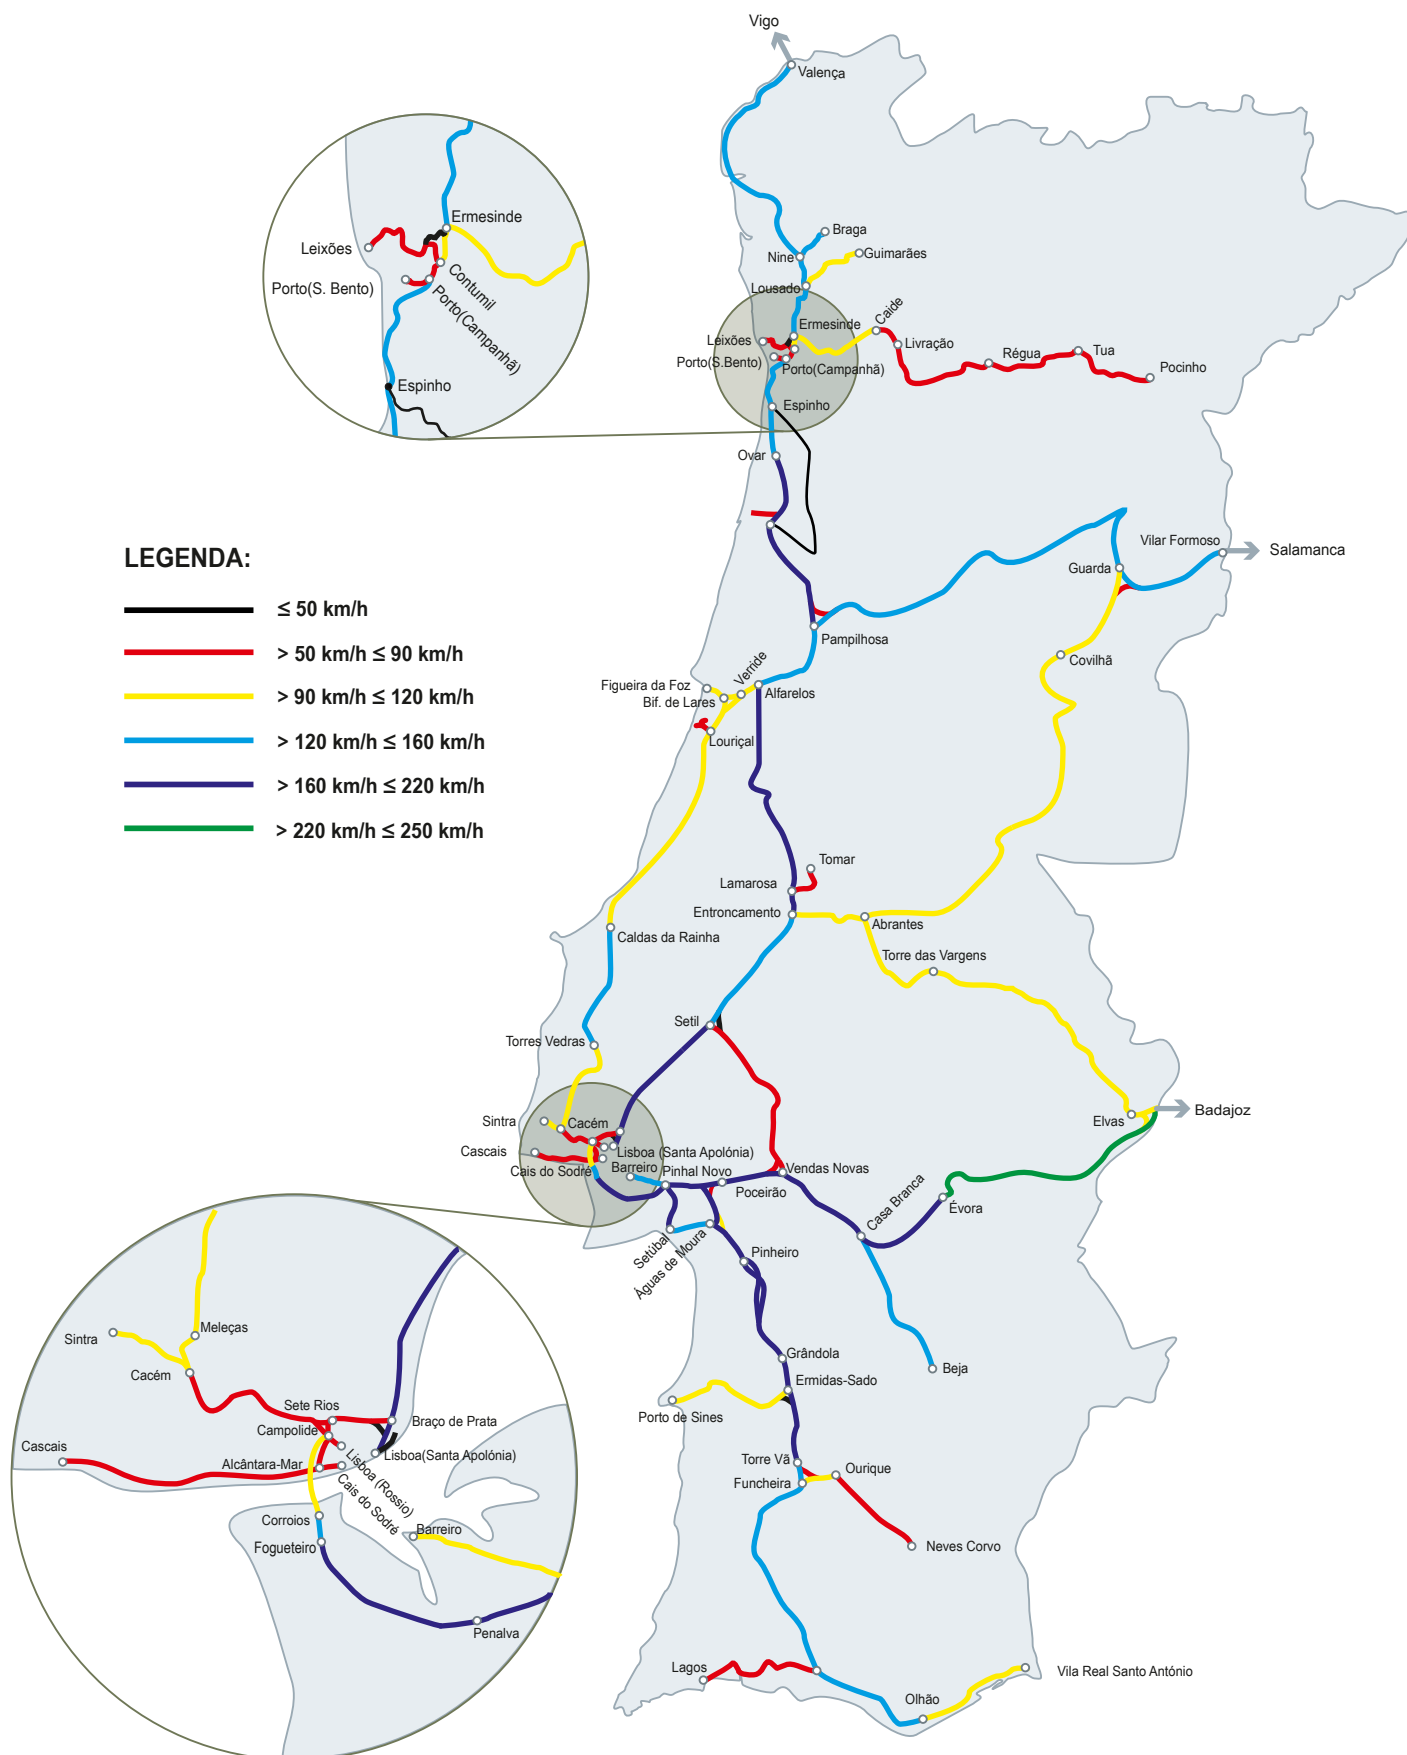 Vigo
Valença
Braga
Nine
Guimarães
Lousado
Ermesinde
Caide
Leixões
Livração
Régua
Tua
Porto(S.Bento)
Porto(Campanhã)
Pocinho
Espinho
Ovar
Ermesinde
Leixões
Contumil
Porto(S. Bento)
Porto(Campanhã)
Espinho
LEGENDA:
≤ 50 km/h
> 50 km/h ≤ 90 km/h
> 90 km/h ≤ 120 km/h
> 120 km/h ≤ 160 km/h
> 160 km/h ≤ 220 km/h
> 220 km/h ≤ 250 km/h
Vilar Formoso
Salamanca
Guarda
Pampilhosa
Covilhã
Verride
Figueira da Foz
Bif. de Lares
Alfarelos
Louriçal
Tomar
Lamarosa
Entroncamento
Abrantes
Caldas da Rainha
Torre das Vargens
Setil
Torres Vedras
Elvas
Badajoz
Sintra
Cacém
Cascais
Lisboa (Santa Apolónia)
Cais do Sodré
Barreiro
Pinhal Novo
Vendas Novas
Poceirão
Casa Branca
Évora
Setúbal
Águas de Moura
Pinheiro
Grândola
Beja
Ermidas-Sado
Porto de Sines
Torre Vã
Ourique
Funcheira
Neves Corvo
Lagos
Olhão
Vila Real Santo António
Sintra
Meleças
Cacém
Sete Rios
Braço de Prata
Campolide
Cascais
Lisboa(Santa Apolónia)
Alcântara-Mar
Lisboa (Rossio)
Cais do Sodré
Corroios
Barreiro
Fogueteiro
Penalva